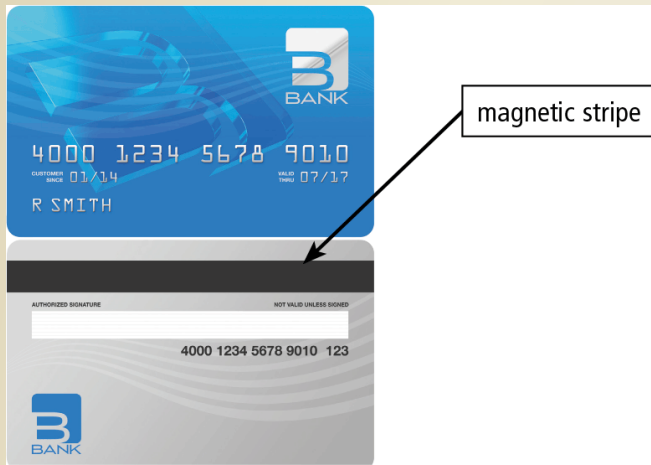 B
BANK
magnetic stripe
4000 1234 5678 9010
CUSTOMER SINCE 01/14 VALID THRU 07/17
R SMITH
AUTHORIZED SIGNATURE NOT VALID UNLESS SIGNED
4000 1234 5678 9010 123
B
BANK